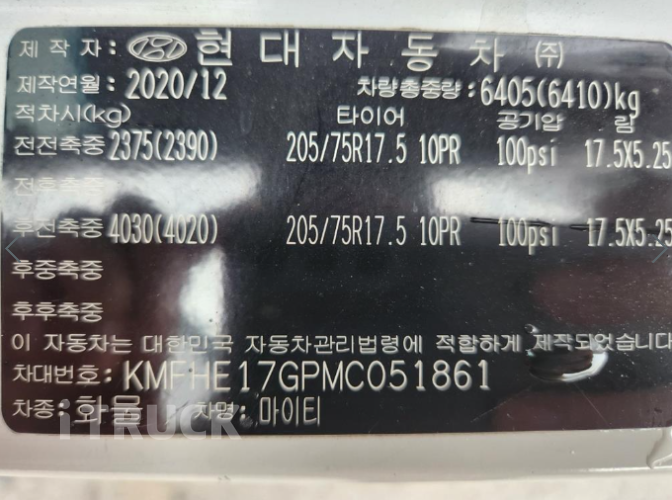 제작자: 현대자동차 (주)
제작연월: 2020/12 차량총중량: 6405(6410)kg
적차시(kg) 타이어 공기압 림
전전축중 2375(2390) 205/75R17.5 10PR 100psi 17.5X5.25
전후축중
후전축중 4030(4020) 205/75R17.5 10PR 100psi 17.5X5.25
후중축중
후후축중
이 자동차는 대한민국 자동차관리법령에 적합하게 제작되었음
차대번호: KMFHE17GPMC051861
차종: 화물 차명: 마이티
iTRUCK